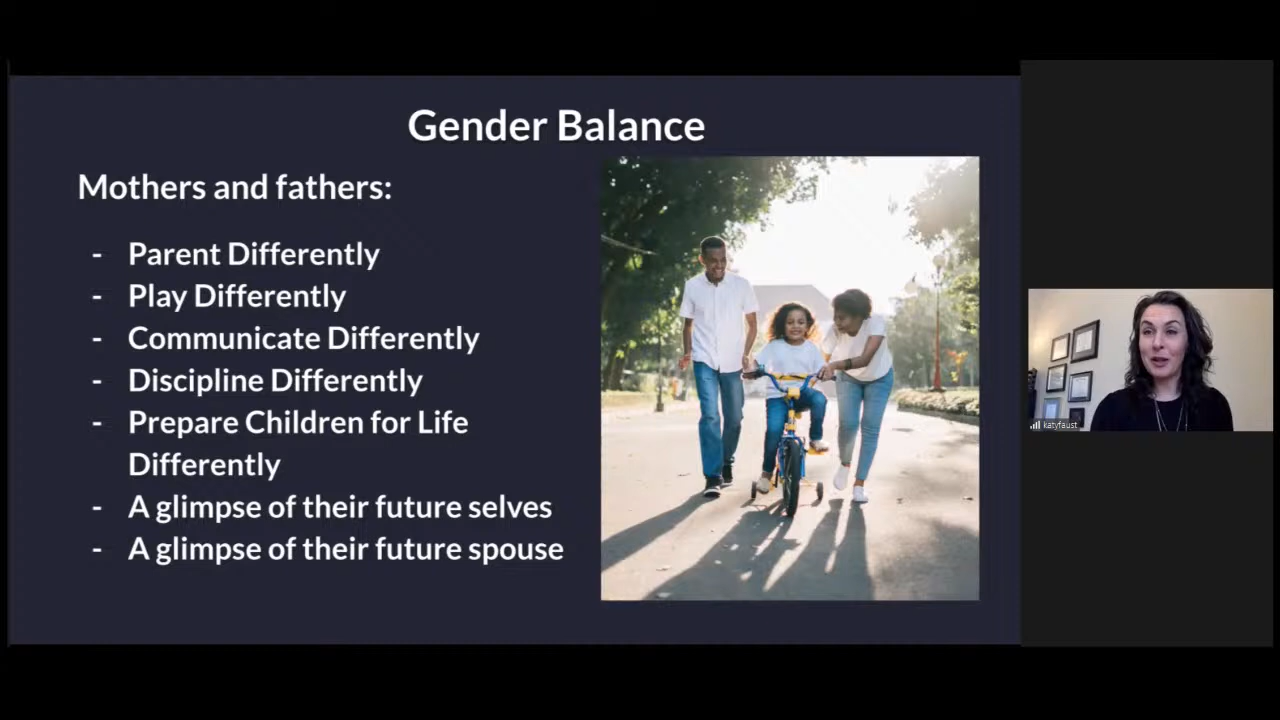 Gender Balance
Mothers and fathers:
- Parent Differently
- Play Differently
- Communicate Differently
- Discipline Differently
- Prepare Children for Life
Differently
- A glimpse of their future selves
- A glimpse of their future spouse
katyfaust